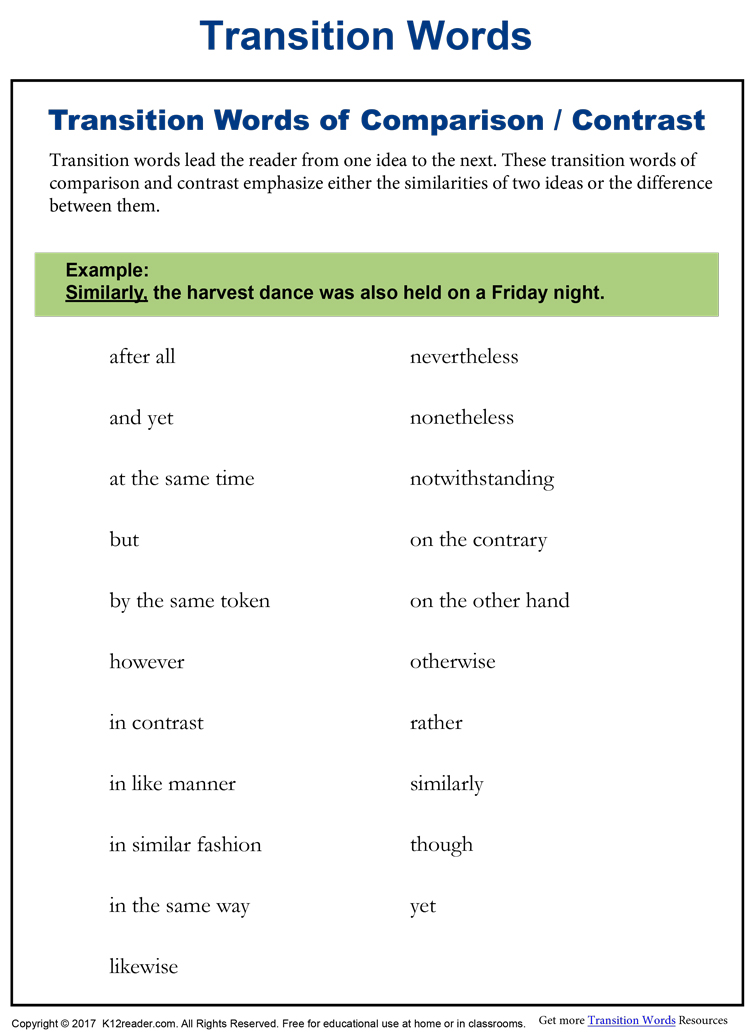 Transition Words
Transition Words of Comparison / Contrast
Transition words lead the reader from one idea to the next. These transition words of
comparison and contrast emphasize either the similarities of two ideas or the difference
between them.
Example:
Similarly, the harvest dance was also held on a Friday night.
after all
and yet
at the same time
but
by the same token
however
in contrast
in like manner
in similar fashion
in the same way
likewise
nevertheless
nonetheless
notwithstanding
on the contrary
on the other hand
otherwise
rather
similarly
though
yet
Copyright © 2017 K12reader.com. All Rights Reserved. Free for educational use at home or in classrooms.
Get more Transition Words Resources